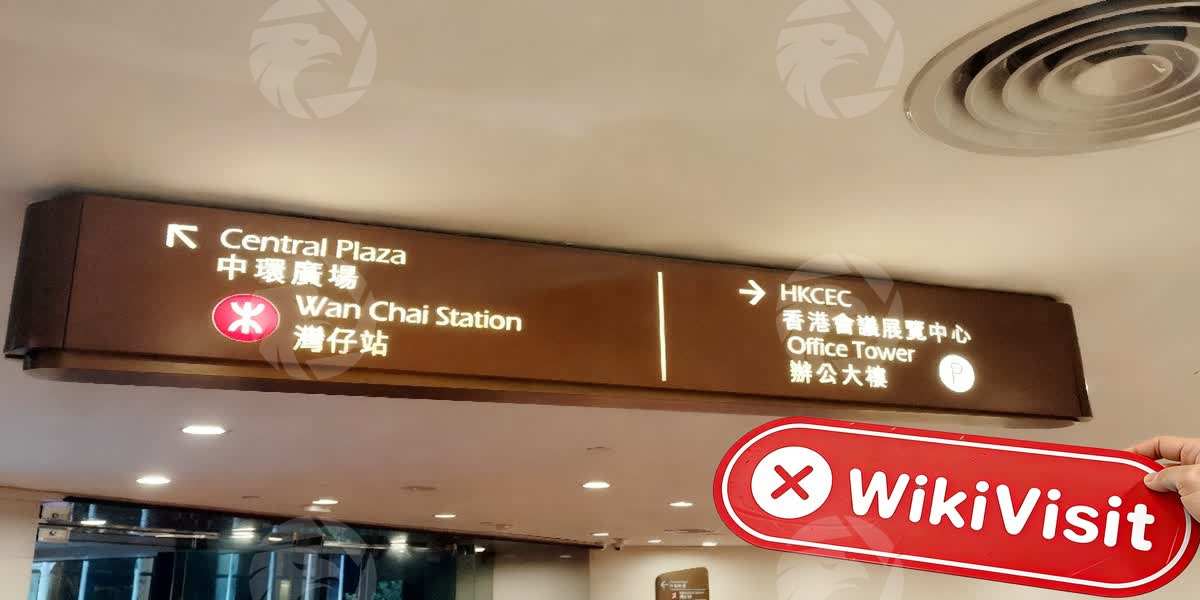 Central Plaza
中環廣場
Wan Chai Station
灣仔站
HKCEC
香港會議展覽中心
Office Tower
辦公大樓
P
WikiVisit